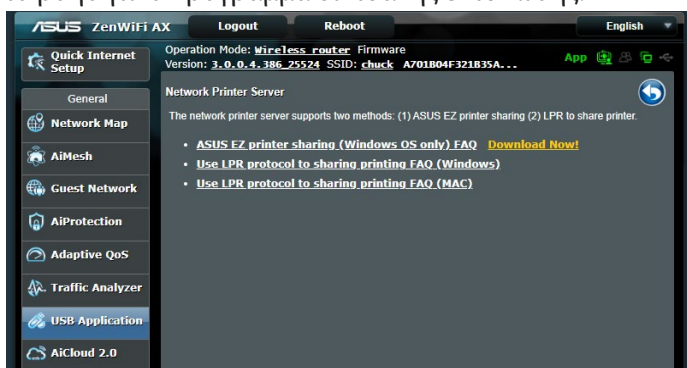 ASUS ZenWiFi AX Logout Reboot English
Quick Internet Setup
Operation Mode: Wireless router Firmware
Version: 3.0.0.4.386_25524 SSID: chuck A701B04F321B35A... App
General
Network Map
AiMesh
Guest Network
AiProtection
Adaptive QoS
Traffic Analyzer
USB Application
AiCloud 2.0
Network Printer Server
The network printer server supports two methods: (1) ASUS EZ printer sharing (2) LPR to share printer.
ASUS EZ printer sharing (Windows OS only) FAQ Download Now!
Use LPR protocol to sharing printing FAQ (Windows)
Use LPR protocol to sharing printing FAQ (MAC)